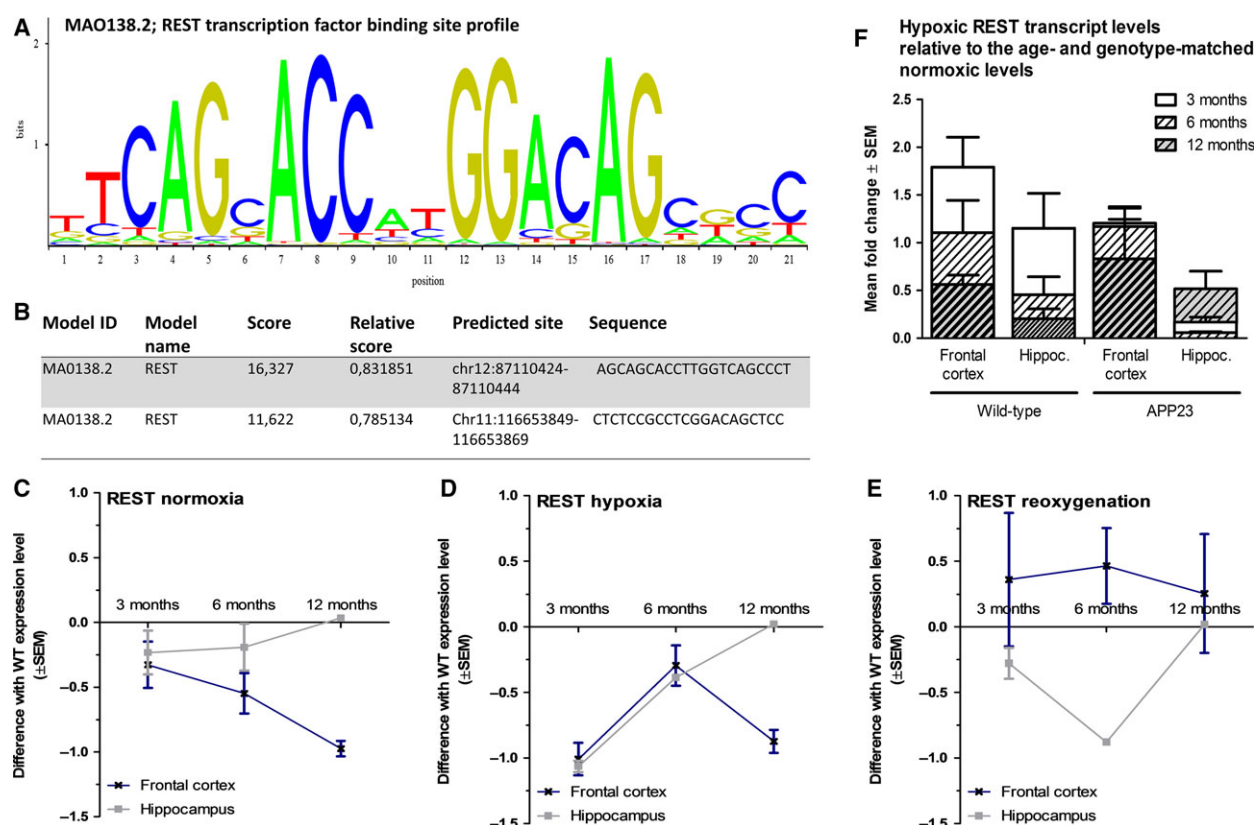 A MAO138.2; REST transcription factor binding site profile
2
bits
1
T T C A G C A C C A T G G A C A G C G C C
1 2 3 4 5 6 7 8 9 10 11 12 13 14 15 16 17 18 19 20 21
position
B
Model ID Model name Score Relative score Predicted site Sequence
MA0138.2 REST 16,327 0,831851 chr12:87110424-87110444 AGCAGCACCTTGGTCAGCCCT
MA0138.2 REST 11,622 0,785134 Chr11:116653849-116653869 CTCTCCGCCTCGGACAGCTCC
C
REST normoxia
Difference with WT expression level
(±SEM)
1.0
0.5
0.0
–0.5
–1.0
–1.5
3 months 6 months 12 months
Frontal cortex
Hippocampus
D
REST hypoxia
Difference with WT expression level
(±SEM)
1.0
0.5
0.0
–0.5
–1.0
–1.5
3 months 6 months 12 months
Frontal cortex
Hippocampus
E
REST reoxygenation
Difference with WT expression level
(±SEM)
1.0
0.5
0.0
–0.5
–1.0
–1.5
3 months 6 months 12 months
Frontal cortex
Hippocampus
F Hypoxic REST transcript levels
relative to the age- and genotype-matched
normoxic levels
3 months
6 months
12 months
Mean fold change ± SEM
2.5
2.0
1.5
1.0
0.5
0.0
Frontal cortex Hippoc. Frontal cortex Hippoc.
Wild-type APP23